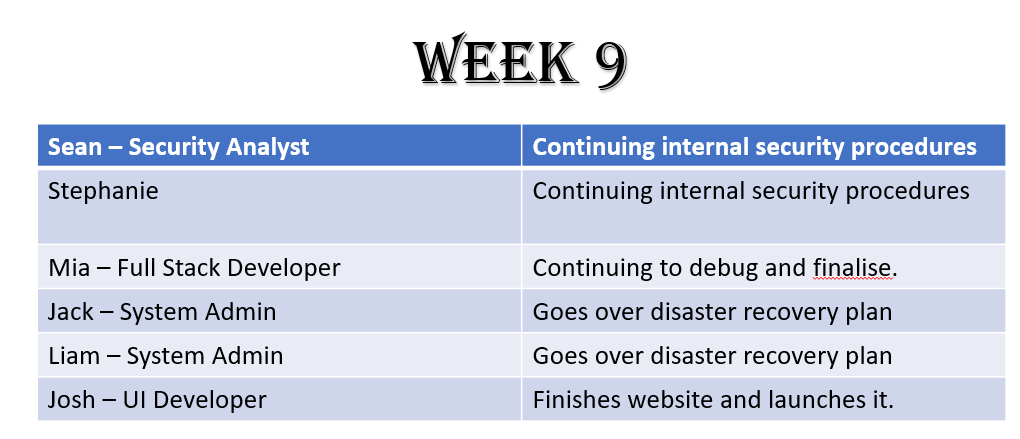 WEEK 9
Sean – Security Analyst Continuing internal security procedures
Stephanie Continuing internal security procedures
Mia – Full Stack Developer Continuing to debug and finalise.
Jack – System Admin Goes over disaster recovery plan
Liam – System Admin Goes over disaster recovery plan
Josh – UI Developer Finishes website and launches it.